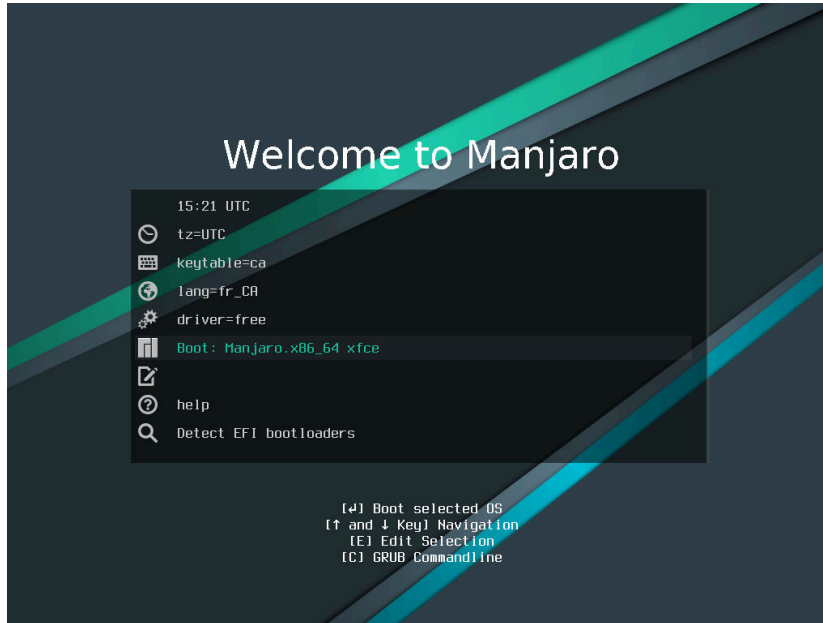 Welcome to Manjaro
15:21 UTC
tz=UTC
keytable=ca
lang=fr_CA
driver=free
Boot: Manjaro.x86_64 xfce
help
Detect EFI bootloaders
[↲] Boot selected OS
[↑ and ↓ Key] Navigation
[E] Edit Selection
[C] GRUB Commandline